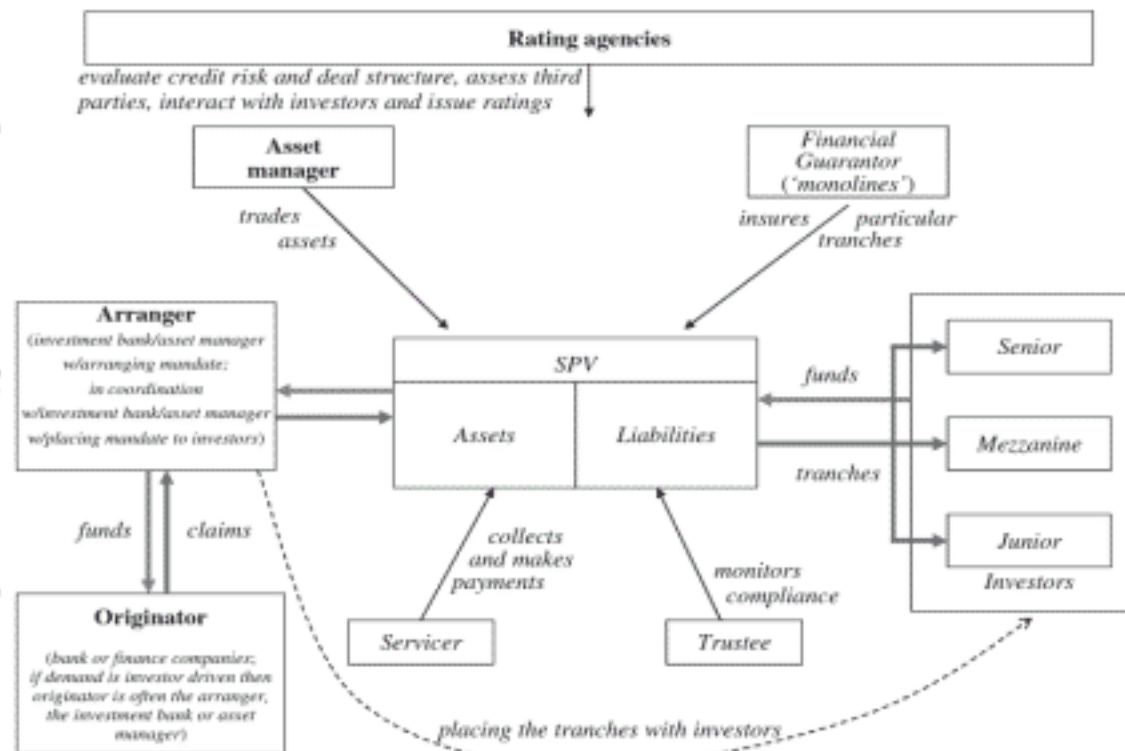 Rating agencies
evaluate credit risk and deal structure, assess third
parties, interact with investors and issue ratings
Asset
manager
Financial
Guarantor
('monolines')
trades
assets
insures particular
tranches
Arranger
(investment bank/asset manager
w/arranging mandate;
in coordination
w/investment bank/asset manager
w/placing mandate to investors)
SPV
Assets
Liabilities
funds
tranches
Senior
Mezzanine
Junior
Investors
funds
claims
collects
and makes
payments
monitors
compliance
Originator
(bank or finance companies;
if demand is investor driven then
originator is often the arranger,
the investment bank or asset
manager)
Servicer
Trustee
placing the tranches with investors